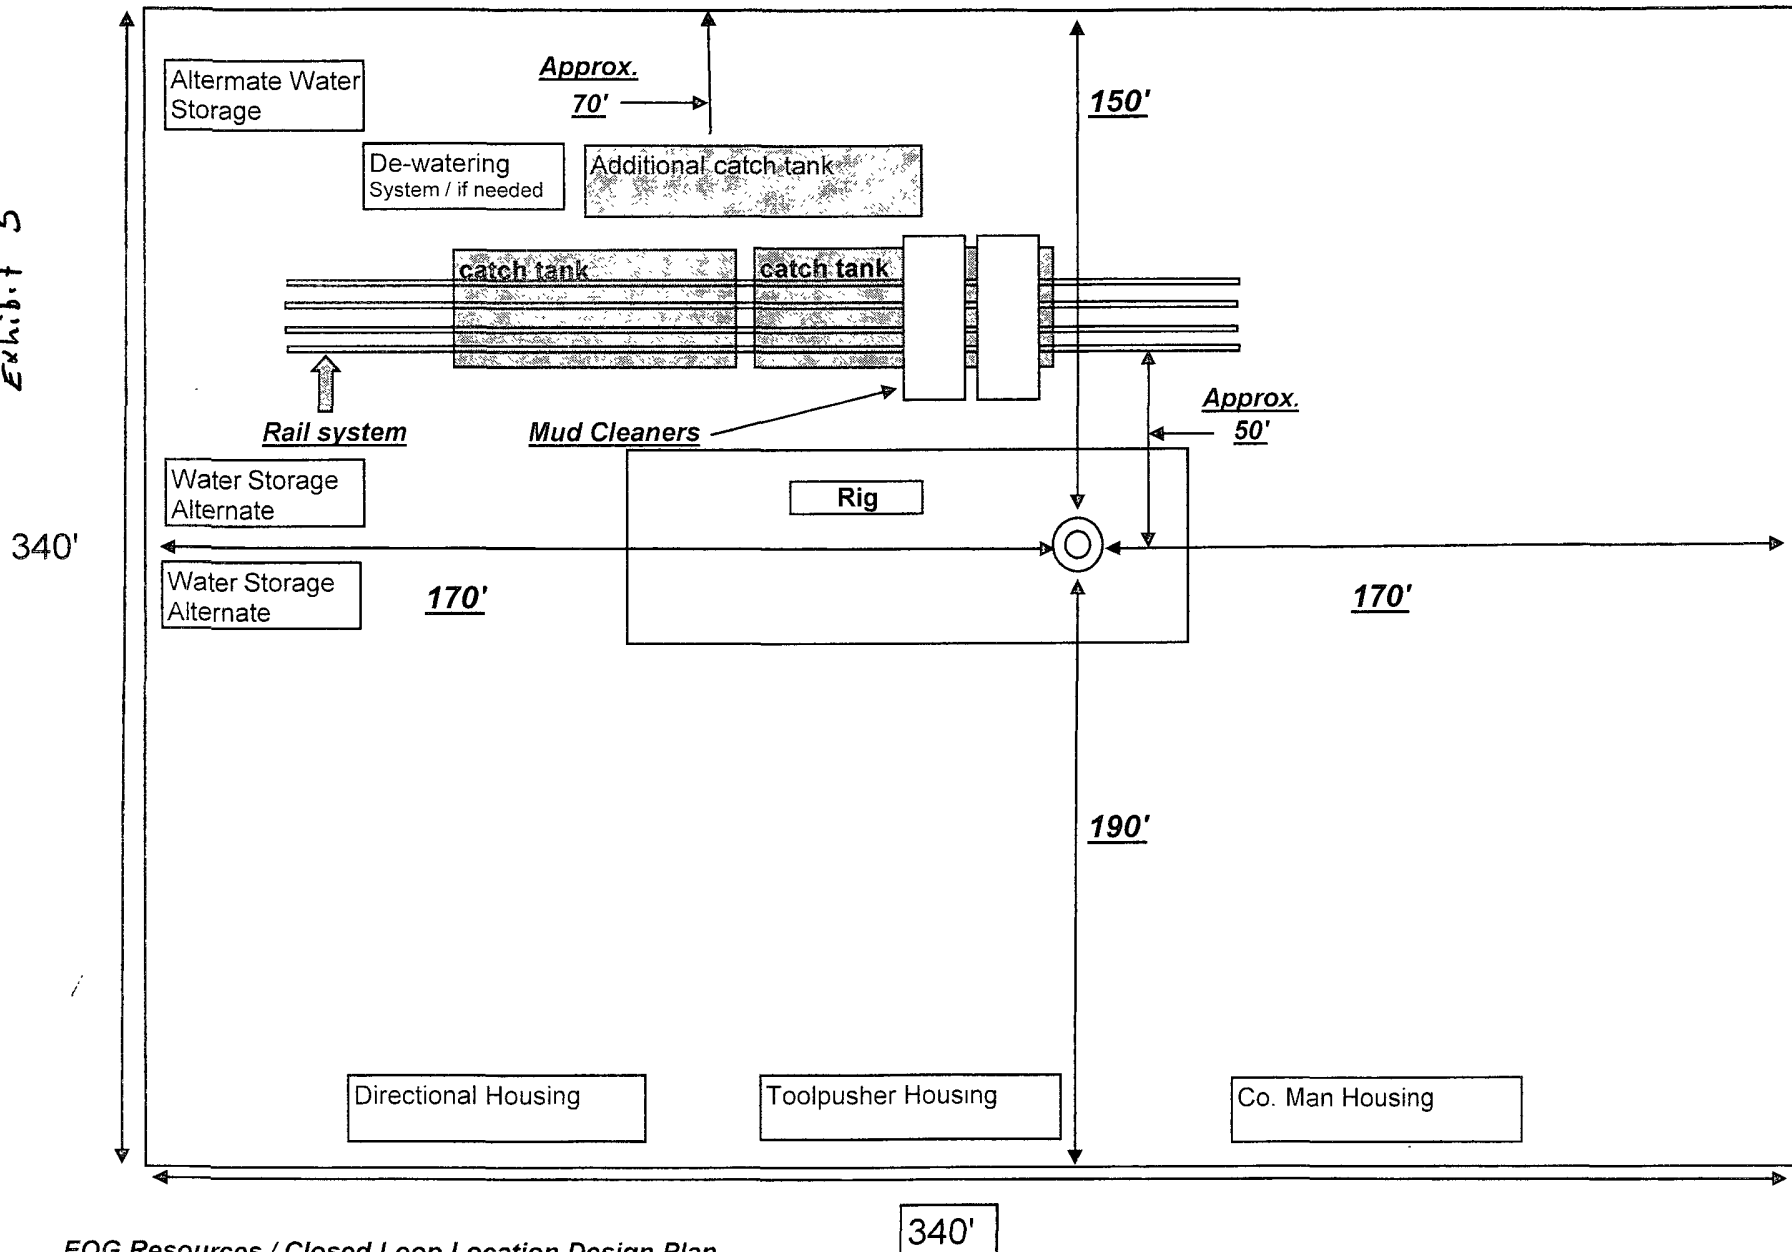 Exhibit 5
Altermate Water
Storage
Approx.
70'
150'
De-watering
System / if needed
Additional catch tank
catch tank
catch tank
Rail system
Mud Cleaners
Approx.
50'
Water Storage
Alternate
Rig
340'
Water Storage
Alternate
170'
170'
190'
Directional Housing
Toolpusher Housing
Co. Man Housing
340'
EOG Resources / Closed Loop Location Design Plan